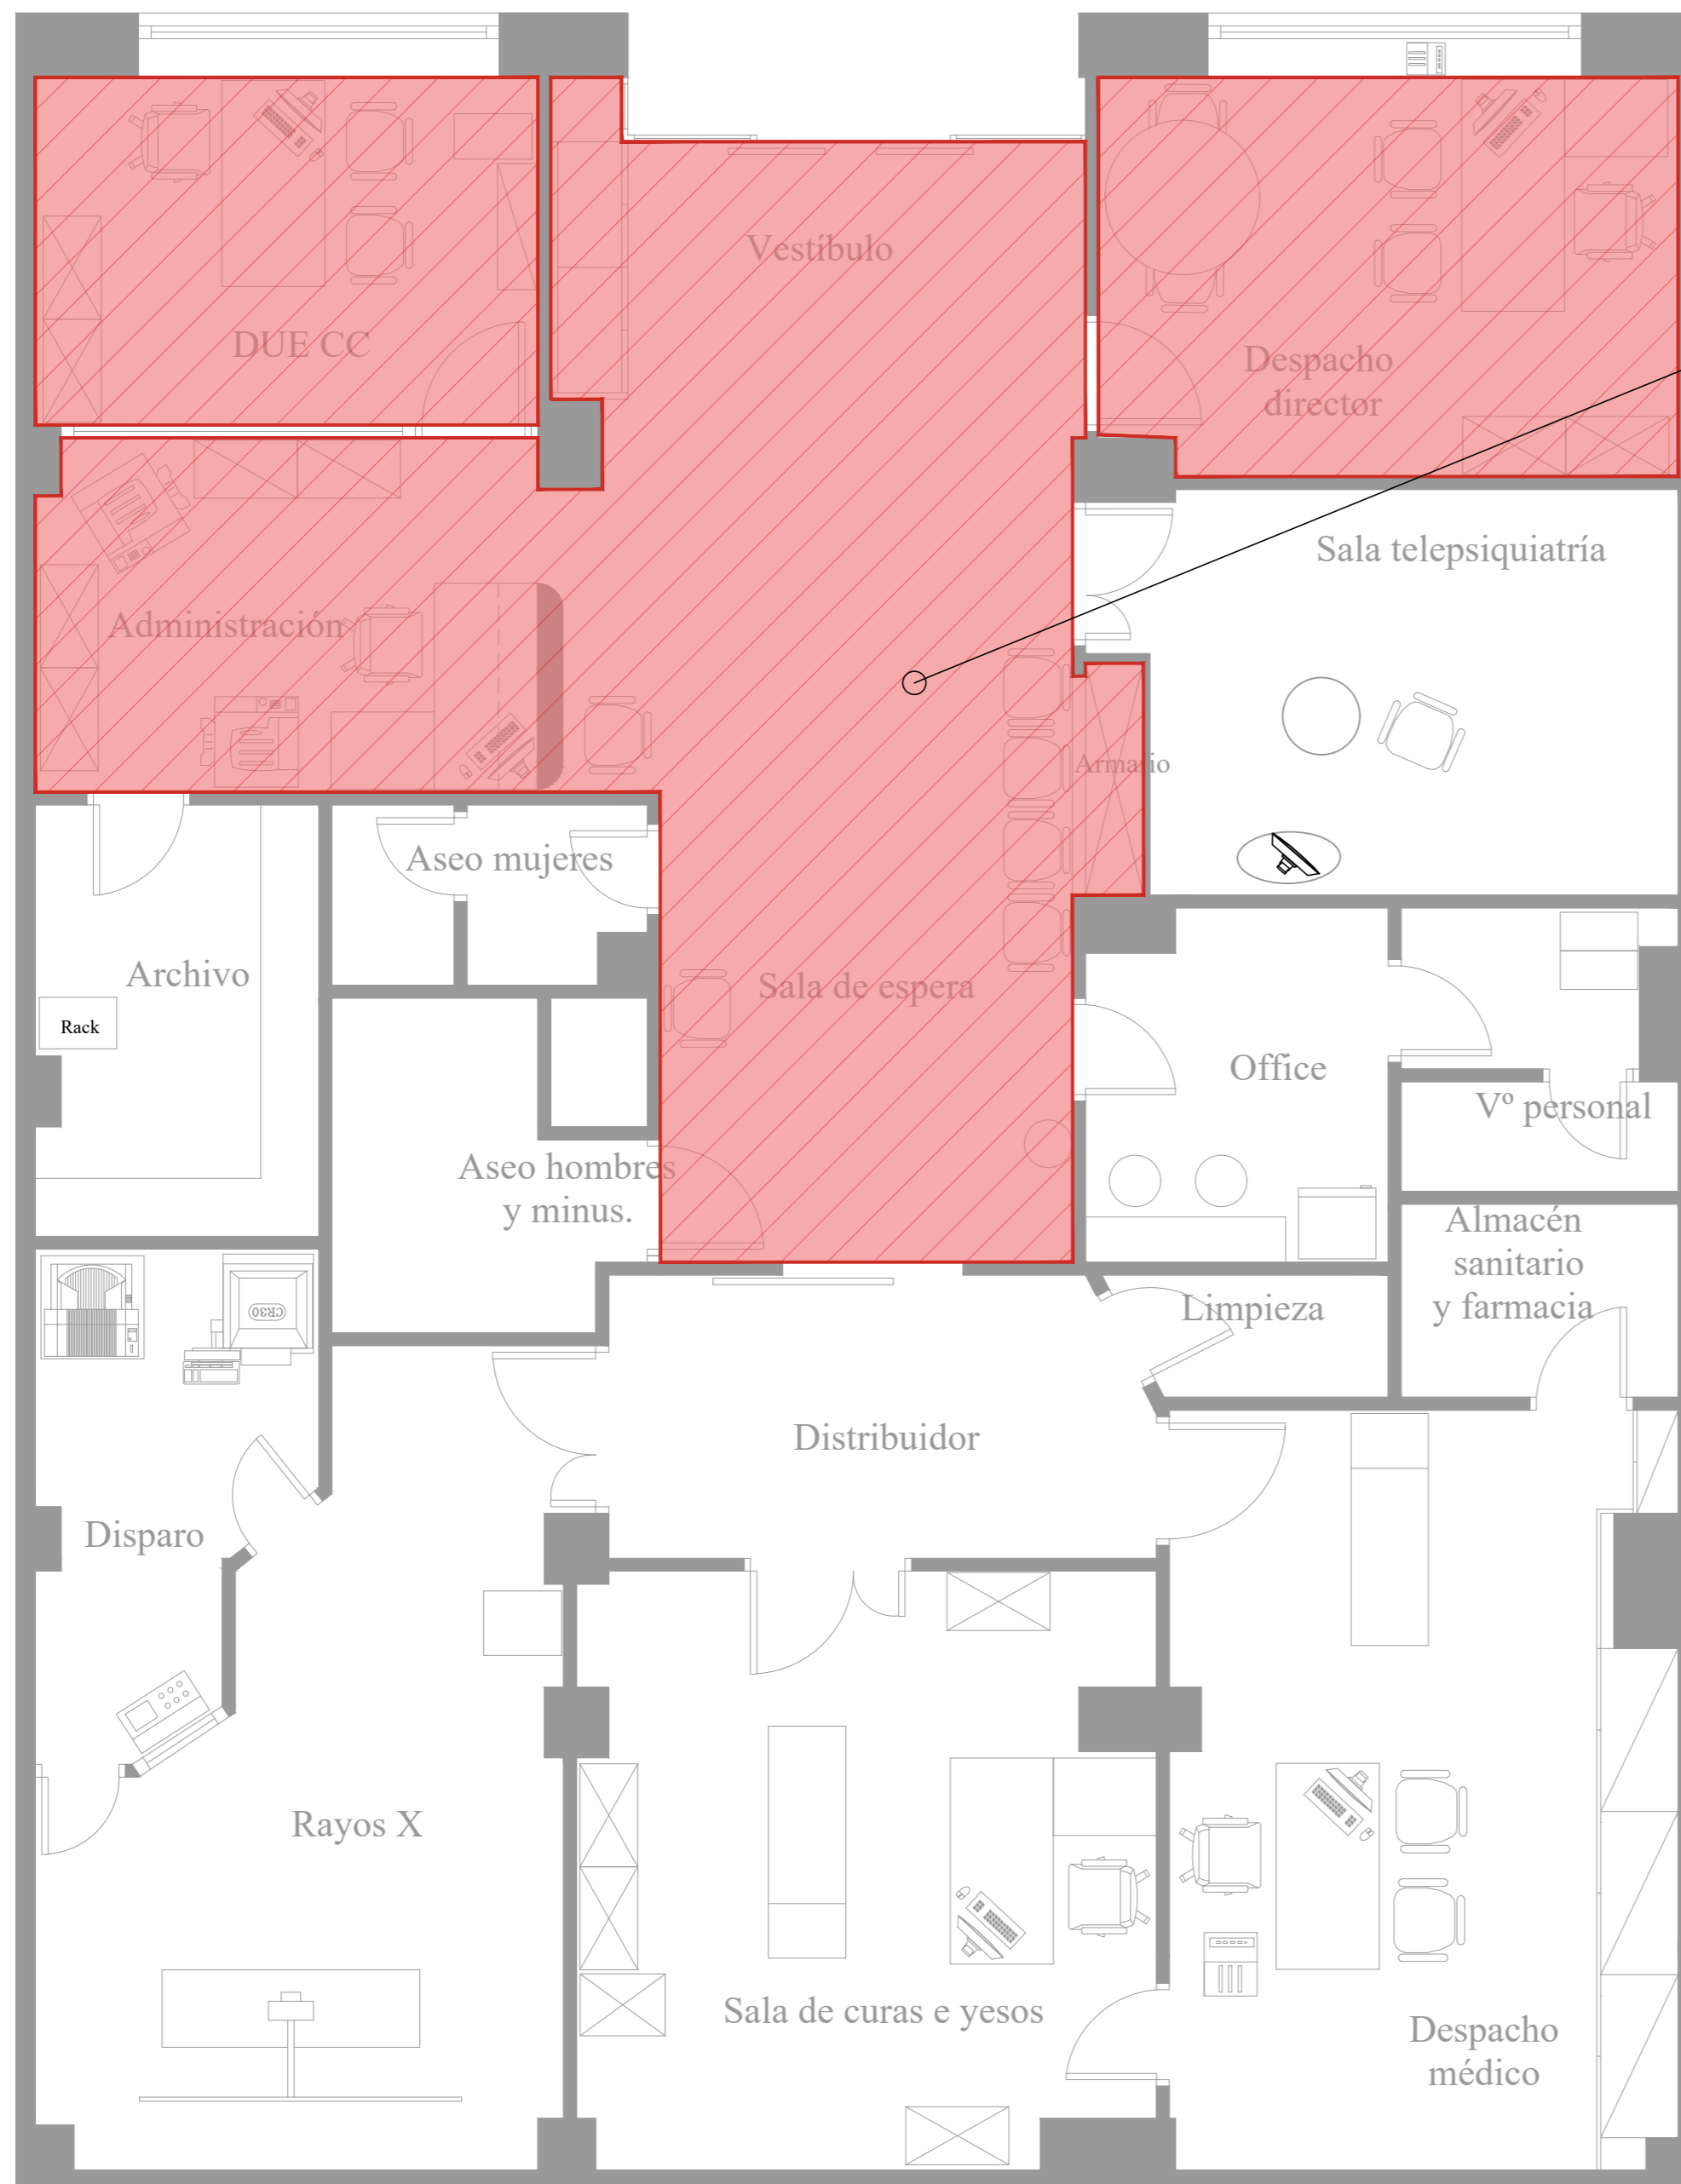 Vestíbulo
DUE CC
Despacho
director
Sala telepsiquiatría
Administración
Armario
Aseo mujeres
Archivo
Sala de espera
Rack
Office
Vº personal
Aseo hombres
y minus.
Almacén
sanitario
y farmacia
CR30
Limpieza
Distribuidor
Disparo
Rayos X
Sala de curas e yesos
Despacho
médico